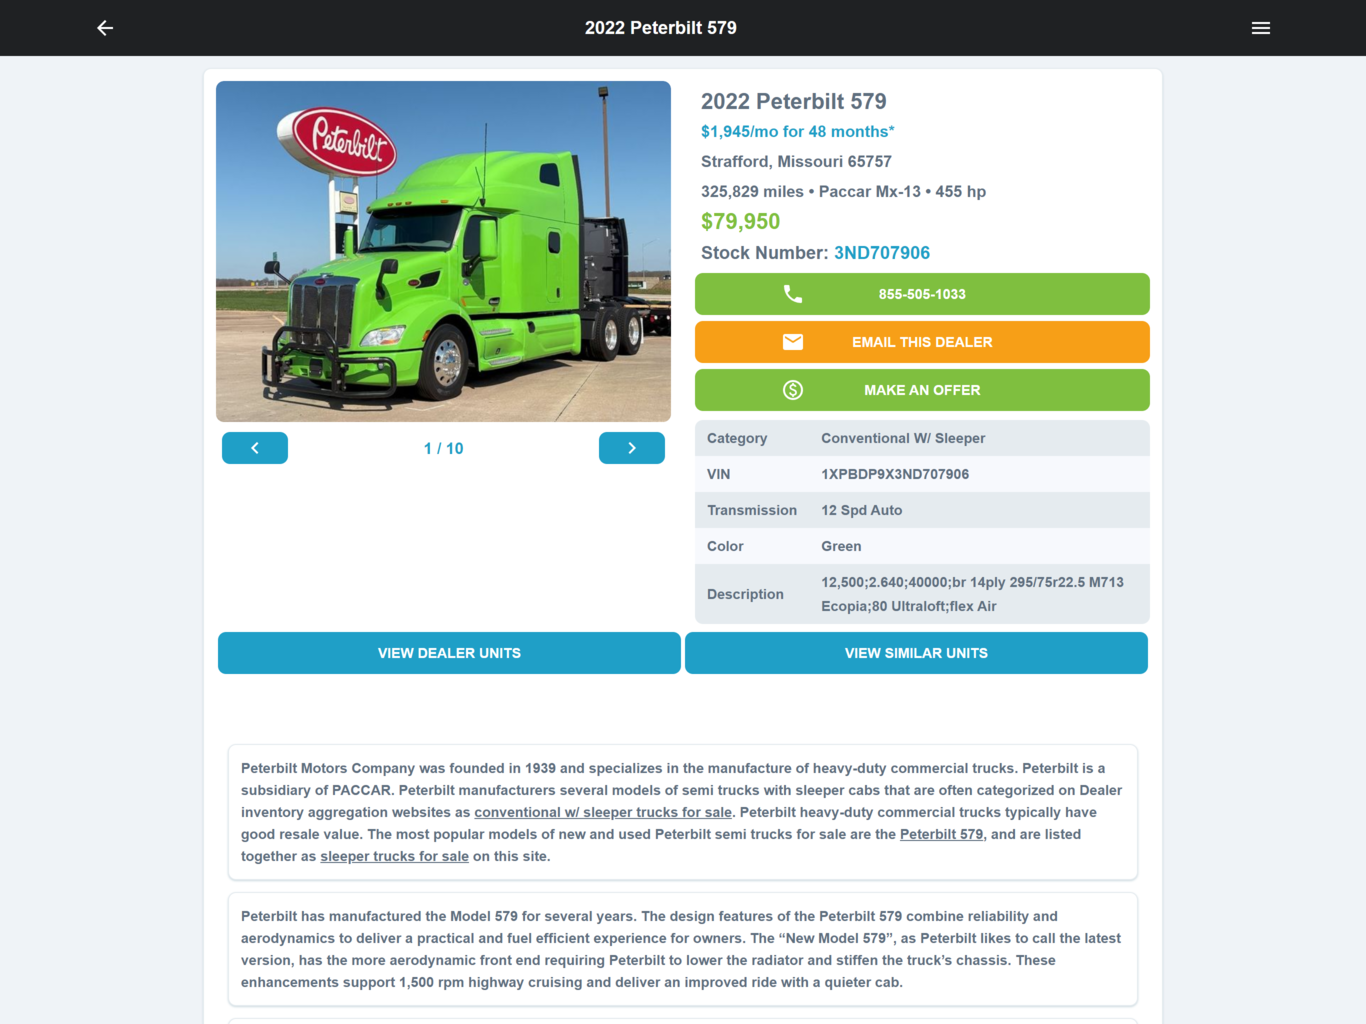 2022 Peterbilt 579
Peterbilt
2022 Peterbilt 579
$1,945/mo for 48 months*
Strafford, Missouri 65757
325,829 miles • Paccar Mx-13 • 455 hp
$79,950
Stock Number: 3ND707906
855-505-1033
EMAIL THIS DEALER
MAKE AN OFFER
1 / 10
Category Conventional W/ Sleeper
VIN 1XPBDP9X3ND707906
Transmission 12 Spd Auto
Color Green
Description 12,500;2.640;40000;br 14ply 295/75r22.5 M713
Ecopia;80 Ultraloft;flex Air
VIEW DEALER UNITS
VIEW SIMILAR UNITS
Peterbilt Motors Company was founded in 1939 and specializes in the manufacture of heavy-duty commercial trucks. Peterbilt is a
subsidiary of PACCAR. Peterbilt manufacturers several models of semi trucks with sleeper cabs that are often categorized on Dealer
inventory aggregation websites as conventional w/ sleeper trucks for sale. Peterbilt heavy-duty commercial trucks typically have
good resale value. The most popular models of new and used Peterbilt semi trucks for sale are the Peterbilt 579, and are listed
together as sleeper trucks for sale on this site.
Peterbilt has manufactured the Model 579 for several years. The design features of the Peterbilt 579 combine reliability and
aerodynamics to deliver a practical and fuel efficient experience for owners. The “New Model 579”, as Peterbilt likes to call the latest
version, has the more aerodynamic front end requiring Peterbilt to lower the radiator and stiffen the truck’s chassis. These
enhancements support 1,500 rpm highway cruising and deliver an improved ride with a quieter cab.